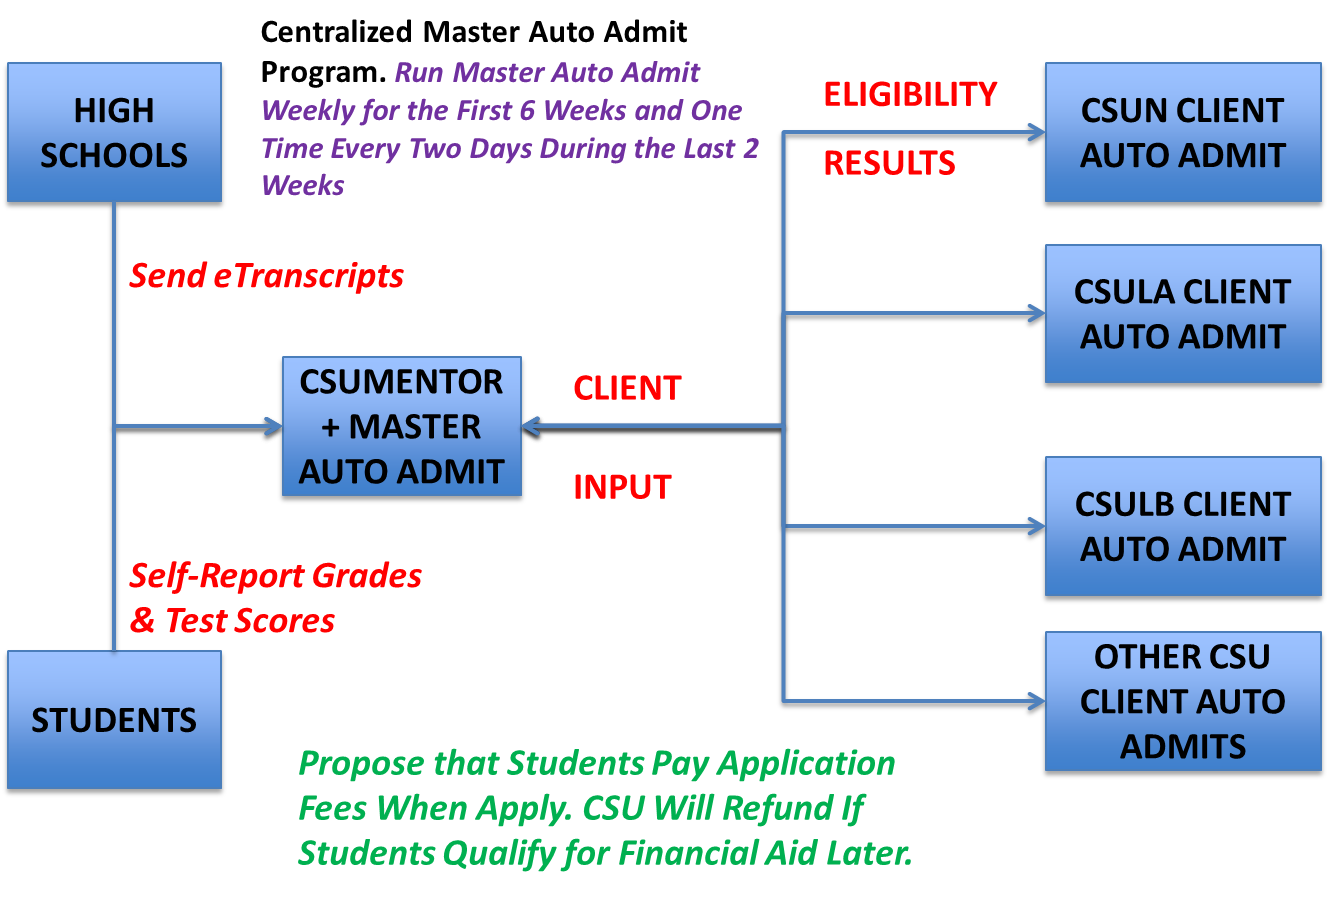 Centralized Master Auto Admit
Program. Run Master Auto Admit
Weekly for the First 6 Weeks and One
Time Every Two Days During the Last 2
Weeks
HIGH
SCHOOLS
Send eTranscripts
CSUMENTOR
+ MASTER
AUTO ADMIT
Self-Report Grades
& Test Scores
STUDENTS
CLIENT
INPUT
ELIGIBILITY
RESULTS
CSUN CLIENT
AUTO ADMIT
CSULA CLIENT
AUTO ADMIT
CSULB CLIENT
AUTO ADMIT
OTHER CSU
CLIENT AUTO
ADMITS
Propose that Students Pay Application
Fees When Apply. CSU Will Refund If
Students Qualify for Financial Aid Later.